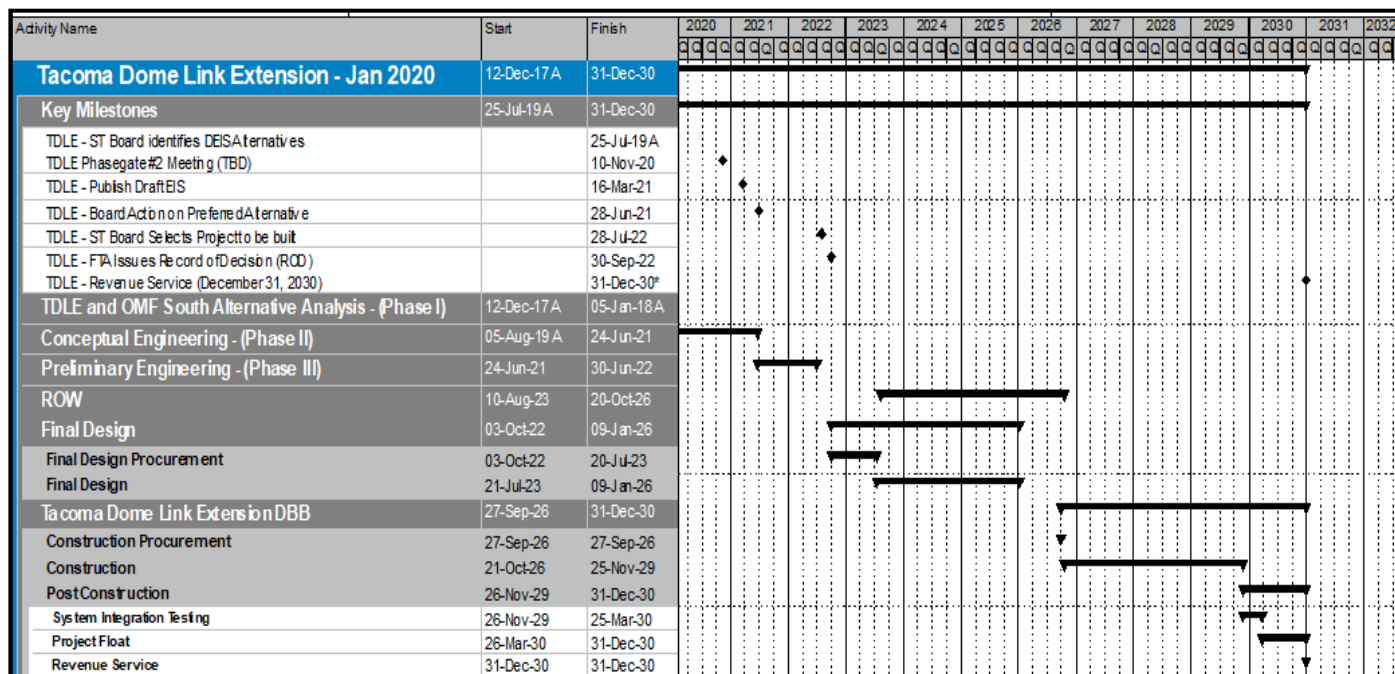 Activity Name Start Finish 2020 2021 2022 2023 2024 2025 2026 2027 2028 2029 2030 2031 2032
Q Q Q Q Q Q Q Q Q Q Q Q Q Q Q Q Q Q Q Q Q Q Q Q Q Q Q Q Q Q Q Q Q Q Q Q Q Q Q Q Q Q Q Q Q Q Q Q Q Q
Tacoma Dome Link Extension - Jan 2020 12-Dec-17 A 31-Dec-30
Key Milestones 25-Jul-19 A 31-Dec-30
TDLE - ST Board identifies DEIS Alternatives 25-Jul-19 A
TDLE Phasegate #2 Meeting (TBD) 10-Nov-20
TDLE - Publish Draft EIS 16-Mar-21
TDLE - Board Action on Preferred Alternative 28-Jun-21
TDLE - ST Board Selects Project to be built 28-Jul-22
TDLE - FTA Issues Record of Decision (ROD) 30-Sep-22
TDLE - Revenue Service (December 31, 2030) 31-Dec-30*
TDLE and OMF South Alternative Analysis - (Phase I) 12-Dec-17 A 05-Jan-18 A
Conceptual Engineering - (Phase II) 05-Aug-19 A 24-Jun-21
Preliminary Engineering - (Phase III) 24-Jun-21 30-Jun-22
ROW 10-Aug-23 20-Oct-26
Final Design 03-Oct-22 09-Jan-26
Final Design Procurement 03-Oct-22 20-Jul-23
Final Design 21-Jul-23 09-Jan-26
Tacoma Dome Link Extension DBB 27-Sep-26 31-Dec-30
Construction Procurement 27-Sep-26 27-Sep-26
Construction 21-Oct-26 25-Nov-29
Post Construction 26-Nov-29 31-Dec-30
System Integration Testing 26-Nov-29 25-Mar-30
Project Float 26-Mar-30 31-Dec-30
Revenue Service 31-Dec-30 31-Dec-30